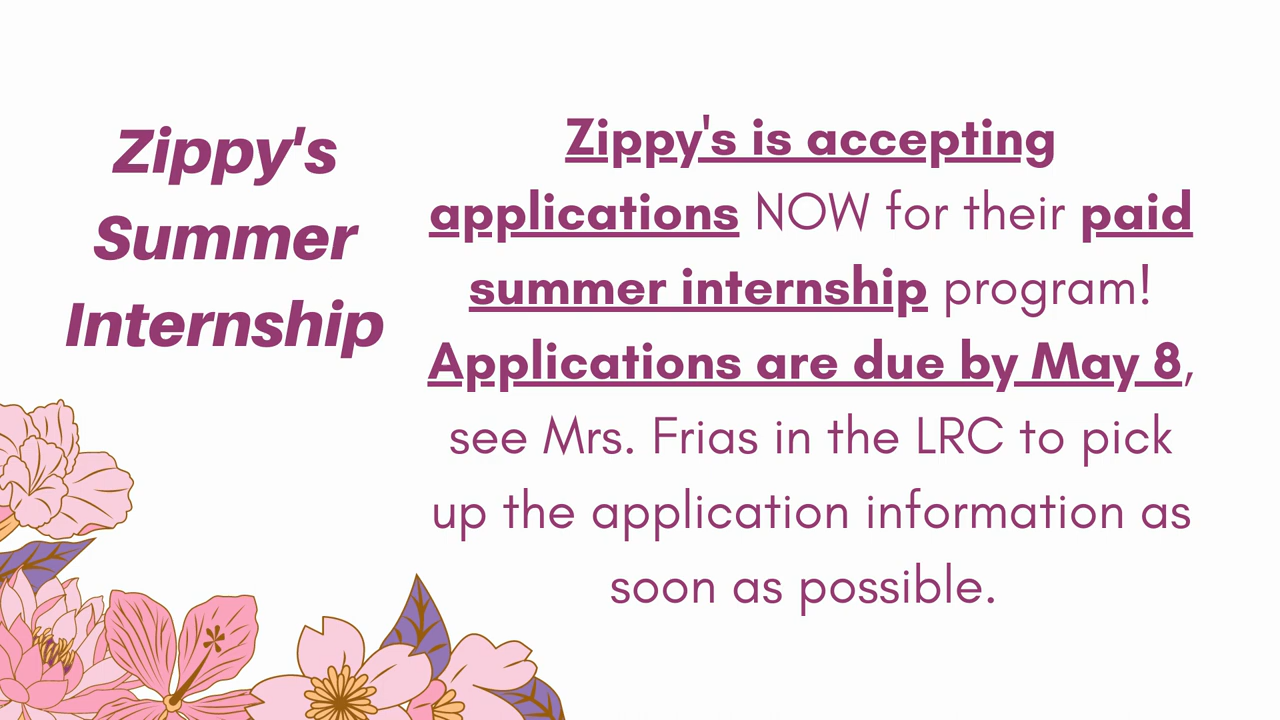 Zippy's
Summer
Internship
Zippy's is accepting
applications NOW for their paid
summer internship program!
Applications are due by May 8,
see Mrs. Frias in the LRC to pick
up the application information as
soon as possible.